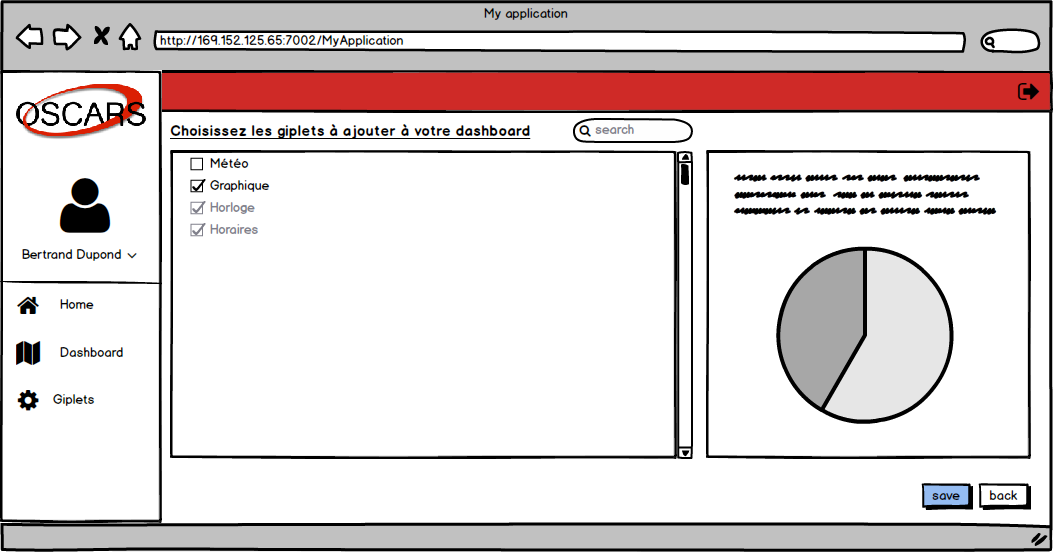 My application
http://169.152.125.65:7002/MyApplication
OSCARS
Choisissez les giplets à ajouter à votre dashboard
search
Météo
Graphique
Horloge
Horaires
Bertrand Dupond
Home
Dashboard
Giplets
save
back